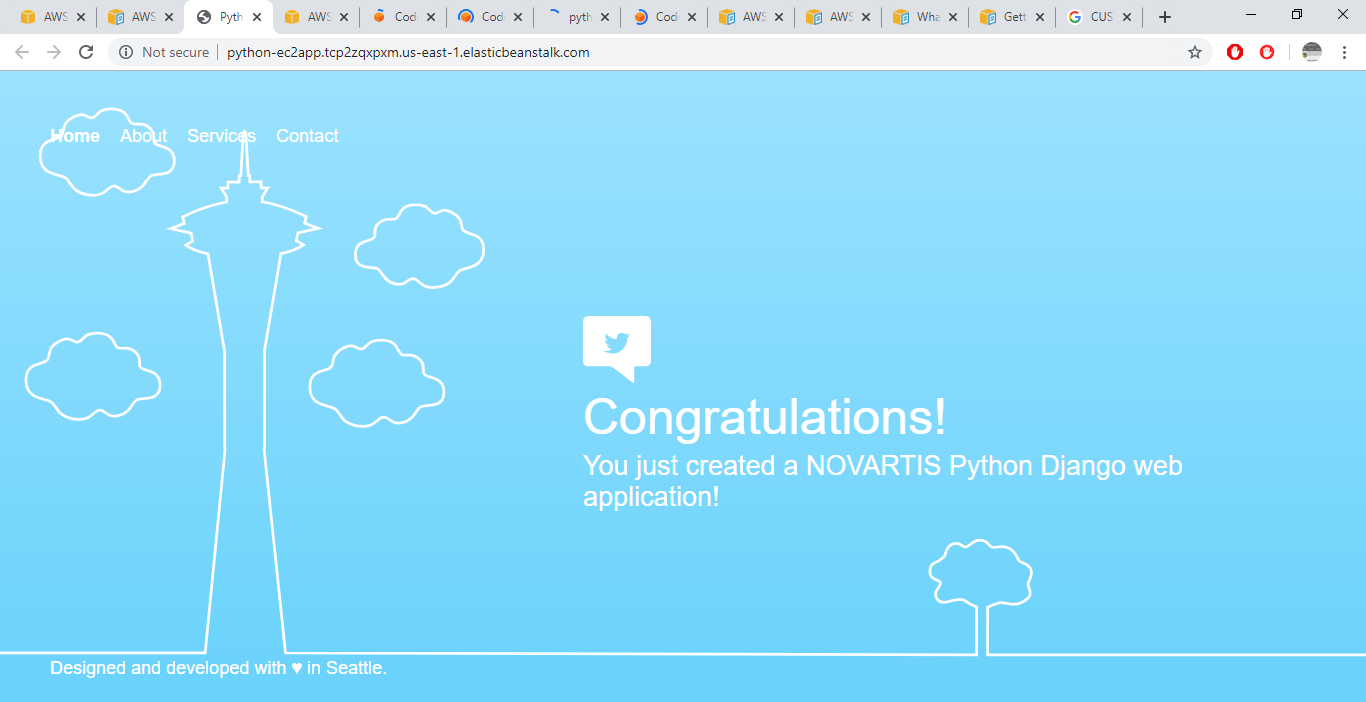 AWS
AWS
Pyth
AWS
Cod
Cod
pyth
Cod
AWS
AWS
Wha
Gett
CUS
Not secure
python-ec2app.tcp2zqxpxm.us-east-1.elasticbeanstalk.com
Home About Services Contact
Congratulations!
You just created a NOVARTIS Python Django web
application!
Designed and developed with ♥ in Seattle.